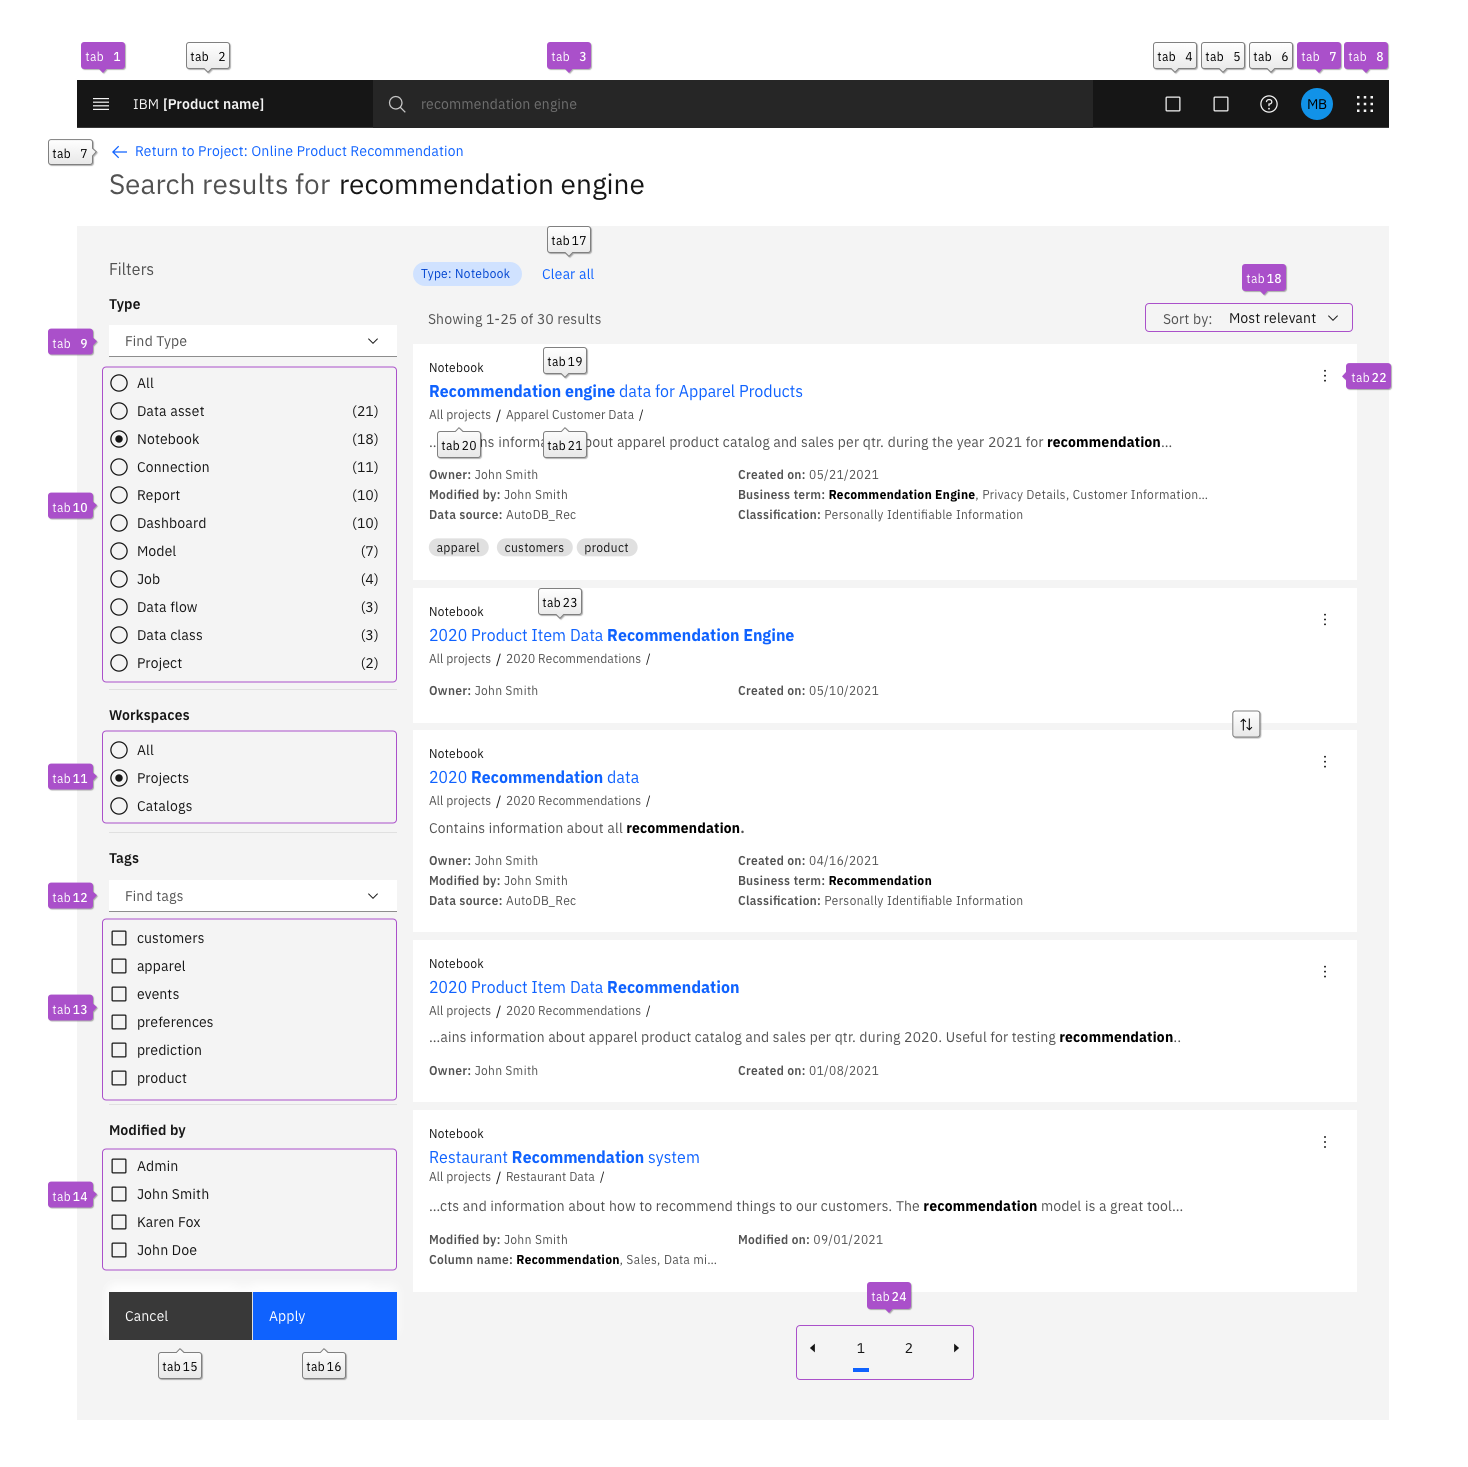 tab 1
tab 2
tab 3
tab 4
tab 5
tab 6
tab 7
tab 8
IBM [Product name]
recommendation engine
MB
tab 7
Return to Project: Online Product Recommendation
Search results for recommendation engine
Filters
Type
tab 9
Find Type
tab 10
All
Data asset (21)
Notebook (18)
Connection (11)
Report (10)
Dashboard (10)
Model (7)
Job (4)
Data flow (3)
Data class (3)
Project (2)
Workspaces
tab 11
All
Projects
Catalogs
Tags
tab 12
Find tags
tab 13
customers
apparel
events
preferences
prediction
product
Modified by
tab 14
Admin
John Smith
Karen Fox
John Doe
Cancel
Apply
tab 15
tab 16
tab 17
Type: Notebook
Clear all
tab 18
Showing 1-25 of 30 results
Sort by: Most relevant
tab 19
Notebook
tab 22
Recommendation engine data for Apparel Products
All projects / Apparel Customer Data /
tab 20
tab 21
apparel product catalog and sales per qtr. during the year 2021 for recommendation...
Owner: John Smith
Created on: 05/21/2021
Modified by: John Smith
Business term: Recommendation Engine, Privacy Details, Customer Information...
Data source: AutoDB_Rec
Classification: Personally Identifiable Information
apparel
customers
product
tab 23
Notebook
2020 Product Item Data Recommendation Engine
All projects / 2020 Recommendations /
Owner: John Smith
Created on: 05/10/2021
Notebook
2020 Recommendation data
All projects / 2020 Recommendations /
Contains information about all recommendation.
Owner: John Smith
Created on: 04/16/2021
Modified by: John Smith
Business term: Recommendation
Data source: AutoDB_Rec
Classification: Personally Identifiable Information
Notebook
2020 Product Item Data Recommendation
All projects / 2020 Recommendations /
...ains information about apparel product catalog and sales per qtr. during 2020. Useful for testing recommendation..
Owner: John Smith
Created on: 01/08/2021
Notebook
Restaurant Recommendation system
All projects / Restaurant Data /
...cts and information about how to recommend things to our customers. The recommendation model is a great tool...
Modified by: John Smith
Modified on: 09/01/2021
Column name: Recommendation, Sales, Data mi...
tab 24
1
2